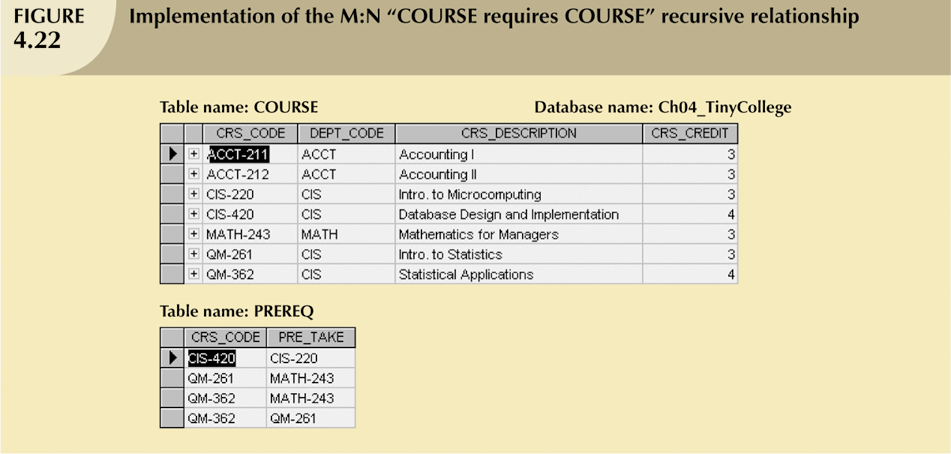 FIGURE 4.22
Implementation of the M:N “COURSE requires COURSE” recursive relationship
Table name: COURSE Database name: Ch04_TinyCollege
CRS_CODE DEPT_CODE CRS_DESCRIPTION CRS_CREDIT
ACCT-211 ACCT Accounting I 3
ACCT-212 ACCT Accounting II 3
CIS-220 CIS Intro. to Microcomputing 3
CIS-420 CIS Database Design and Implementation 4
MATH-243 MATH Mathematics for Managers 3
QM-261 CIS Intro. to Statistics 3
QM-362 CIS Statistical Applications 4
Table name: PREREQ
CRS_CODE PRE_TAKE
CIS-420 CIS-220
QM-261 MATH-243
QM-362 MATH-243
QM-362 QM-261